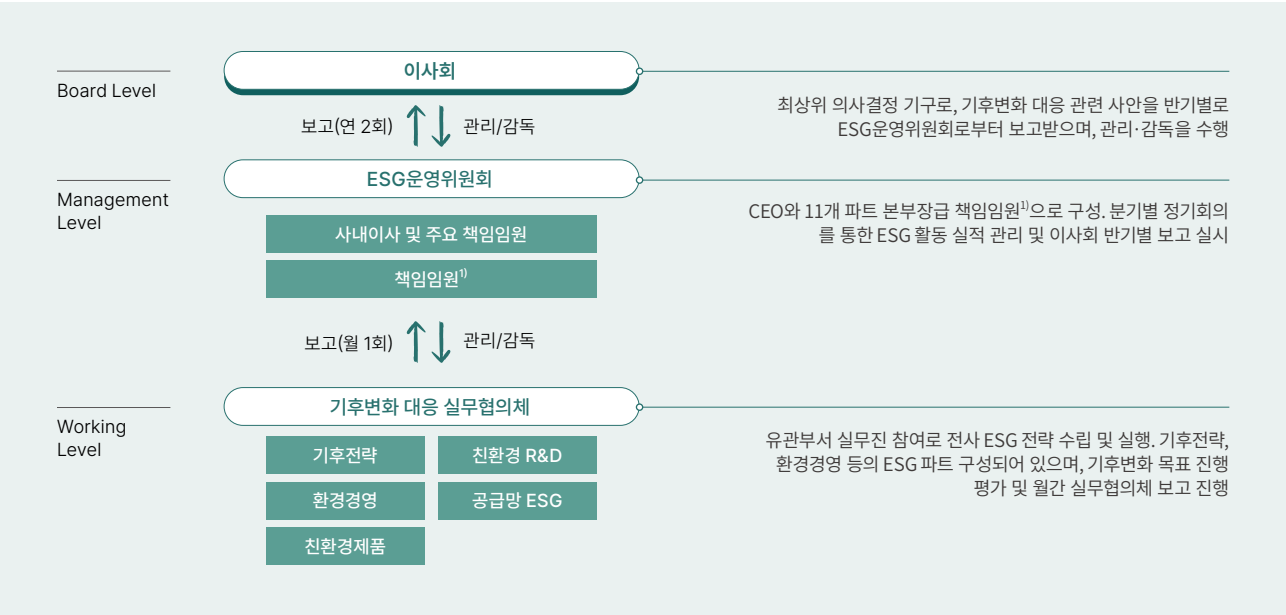 Board Level
이사회
최상위 의사결정 기구로, 기후변화 대응 관련 사안을 반기별로
ESG운영위원회로부터 보고받으며, 관리·감독을 수행
보고(연 2회)
관리/감독
Management
Level
ESG운영위원회
CEO와 11개 파트 본부장급 책임임원1)으로 구성. 분기별 정기회의
를 통한 ESG 활동 실적 관리 및 이사회 반기별 보고 실시
사내이사 및 주요 책임임원
책임임원1)
보고(월 1회)
관리/감독
Working
Level
기후변화 대응 실무협의체
유관부서 실무진 참여로 전사 ESG 전략 수립 및 실행. 기후전략,
환경경영 등의 ESG 파트 구성되어 있으며, 기후변화 목표 진행
평가 및 월간 실무협의체 보고 진행
기후전략
친환경 R&D
환경경영
공급망 ESG
친환경제품